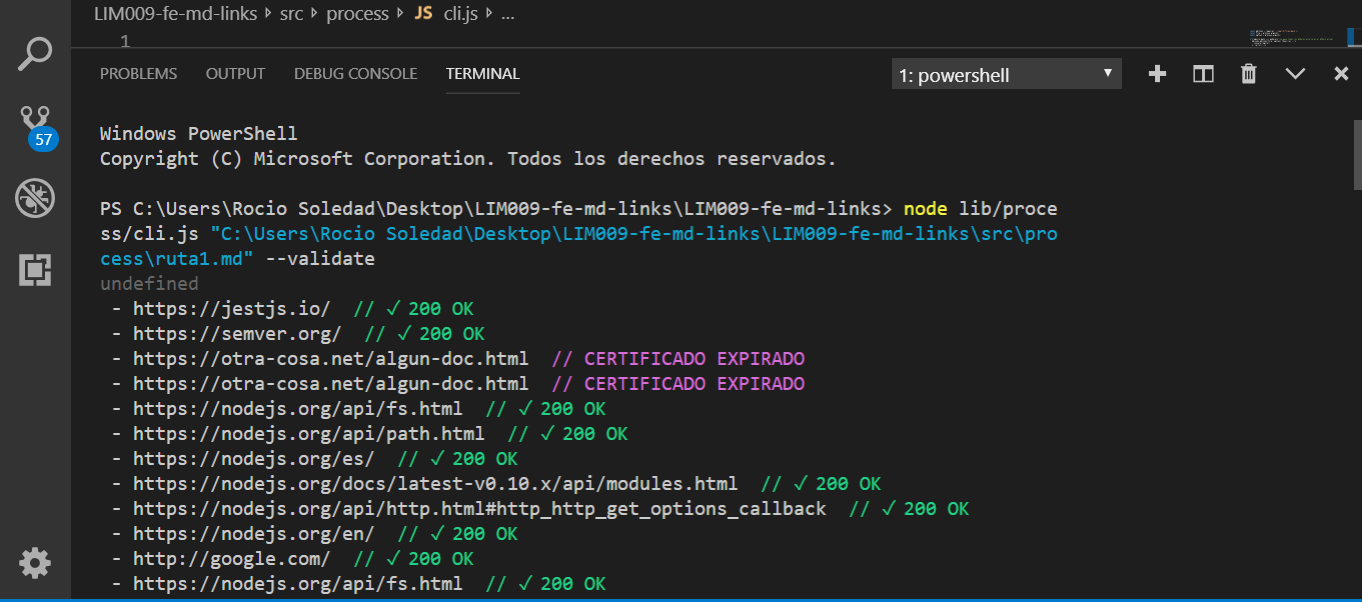 LIM009-fe-md-links src process JS cli.js ...
1
PROBLEMS OUTPUT DEBUG CONSOLE TERMINAL 1: powershell
57
Windows PowerShell
Copyright (C) Microsoft Corporation. Todos los derechos reservados.
PS C:\Users\Rocio Soledad\Desktop\LIM009-fe-md-links\LIM009-fe-md-links> node lib/proce
ss/cli.js "C:\Users\Rocio Soledad\Desktop\LIM009-fe-md-links\LIM009-fe-md-links\src\pro
cess\ruta1.md" --validate
undefined
- https://jestjs.io/ // ✓ 200 OK
- https://semver.org/ // ✓ 200 OK
- https://otra-cosa.net/algun-doc.html // CERTIFICADO EXPIRADO
- https://otra-cosa.net/algun-doc.html // CERTIFICADO EXPIRADO
- https://nodejs.org/api/fs.html // ✓ 200 OK
- https://nodejs.org/api/path.html // ✓ 200 OK
- https://nodejs.org/es/ // ✓ 200 OK
- https://nodejs.org/docs/latest-v0.10.x/api/modules.html // ✓ 200 OK
- https://nodejs.org/api/http.html#http_http_get_options_callback // ✓ 200 OK
- https://nodejs.org/en/ // ✓ 200 OK
- http://google.com/ // ✓ 200 OK
- https://nodejs.org/api/fs.html // ✓ 200 OK